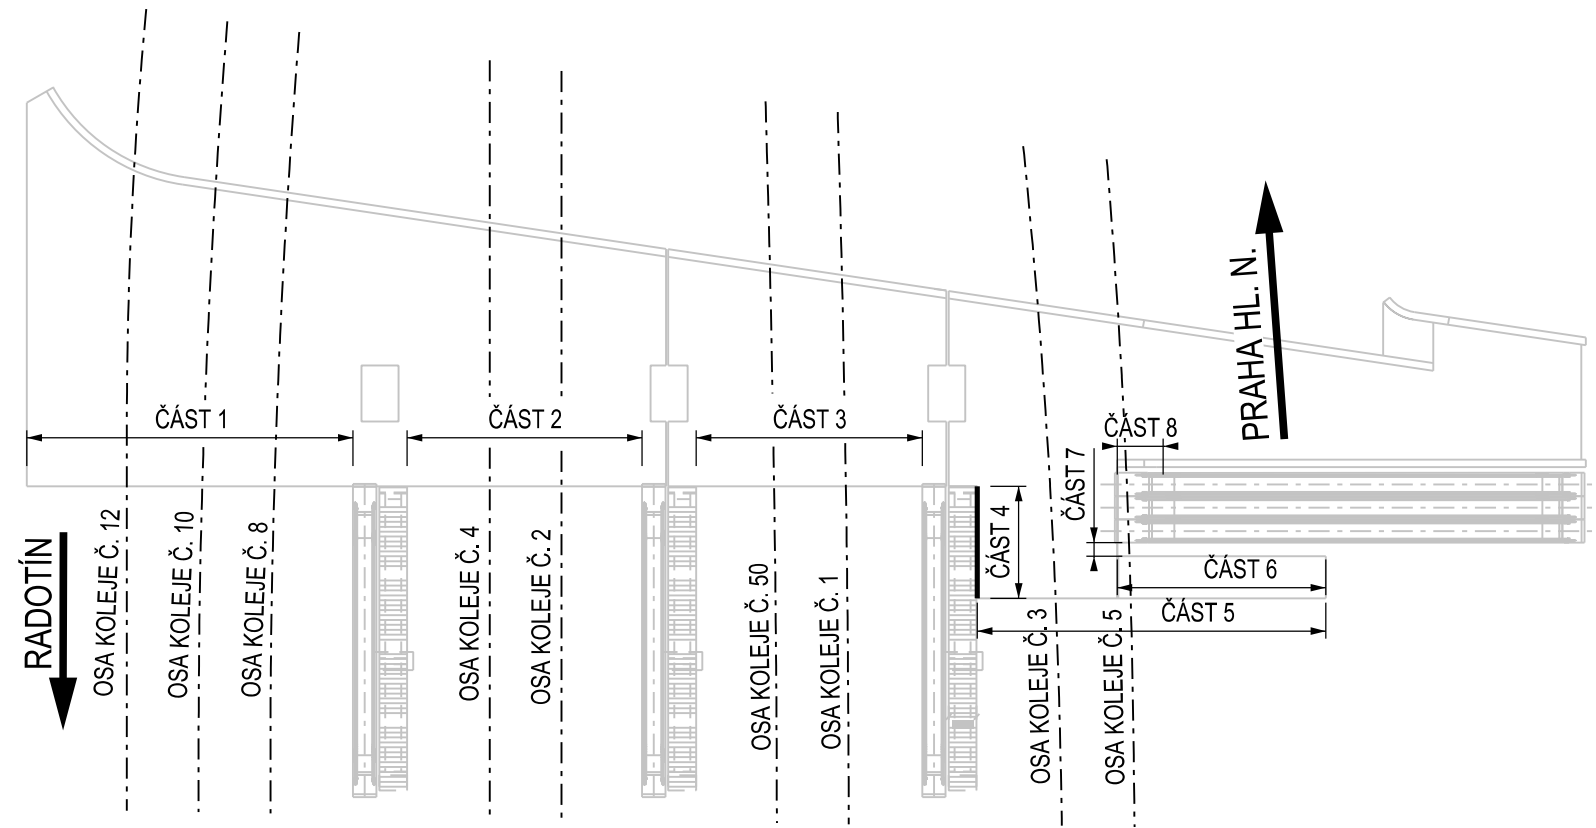 PRAHA HL. N.
ČÁST 1
ČÁST 2
ČÁST 3
ČÁST 8
ČÁST 7
ČÁST 4
ČÁST 6
ČÁST 5
RADOTÍN
OSA KOLEJE Č. 12
OSA KOLEJE Č. 10
OSA KOLEJE Č. 8
OSA KOLEJE Č. 4
OSA KOLEJE Č. 2
OSA KOLEJE Č. 50
OSA KOLEJE Č. 1
OSA KOLEJE Č. 3
OSA KOLEJE Č. 5